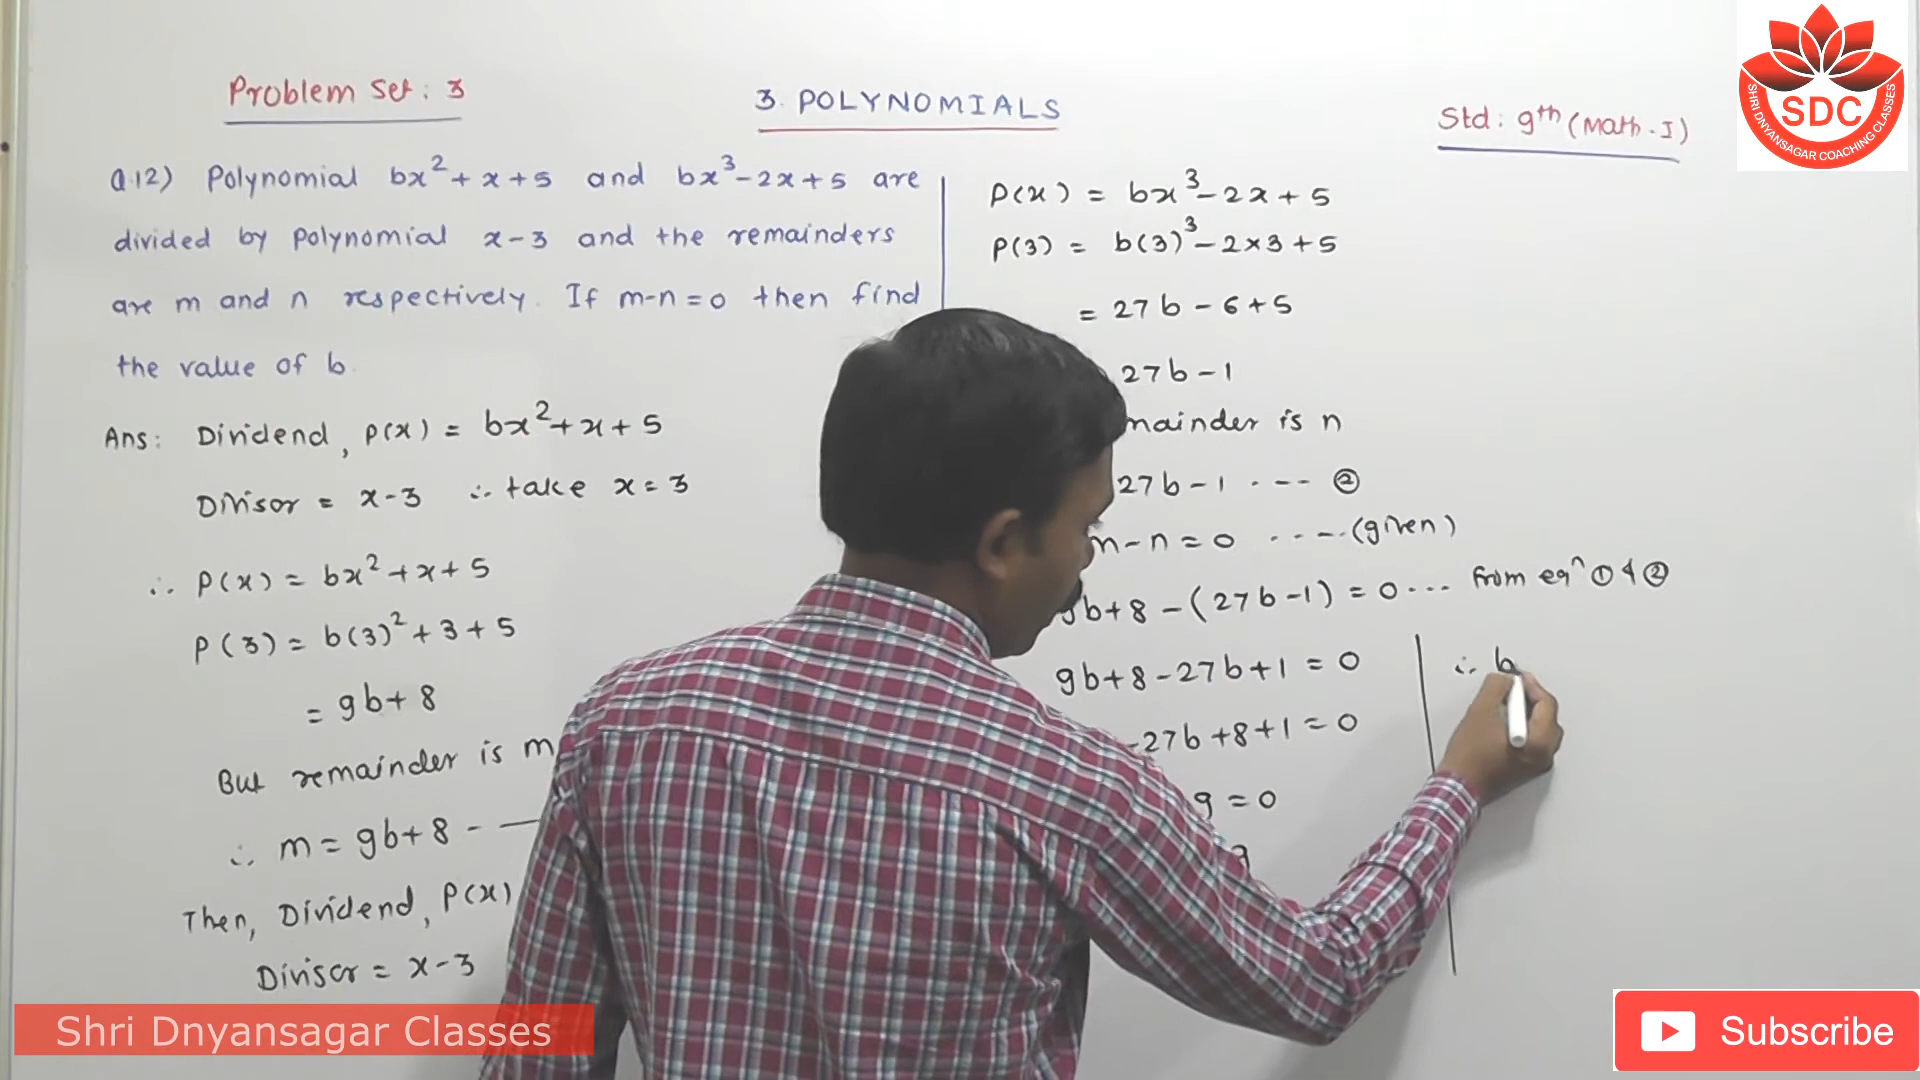 Problem Set: 3
3. POLYNOMIALS
Std: 9th (Math-I)
SDC
SHRI DNYANSAGAR COACHING CLASSES
Q.12) Polynomial bx²+x+5 and bx³-2x+5 are
divided by polynomial x-3 and the remainders
are m and n respectively. If m-n=0 then find
the value of b.
Ans: Dividend, P(x) = bx²+x+5
Divisor = x-3 ∴ take x=3
∴ P(x) = bx²+x+5
P(3) = b(3)²+3+5
= 9b+8
But remainder is m
∴ m = 9b+8 - —
Then, Dividend, P(x)
Divisor = x-3
P(x) = bx³-2x+5
P(3) = b(3)³-2×3+5
= 27b-6+5
27b-1
mainder is n
27b-1 ---- ②
m-n=0 ---- (given)
9b+8-(27b-1)=0 --- from eqⁿ ① & ②
9b+8-27b+1=0
-27b+8+1=0
9=0
∴ b
Shri Dnyansagar Classes
Subscribe